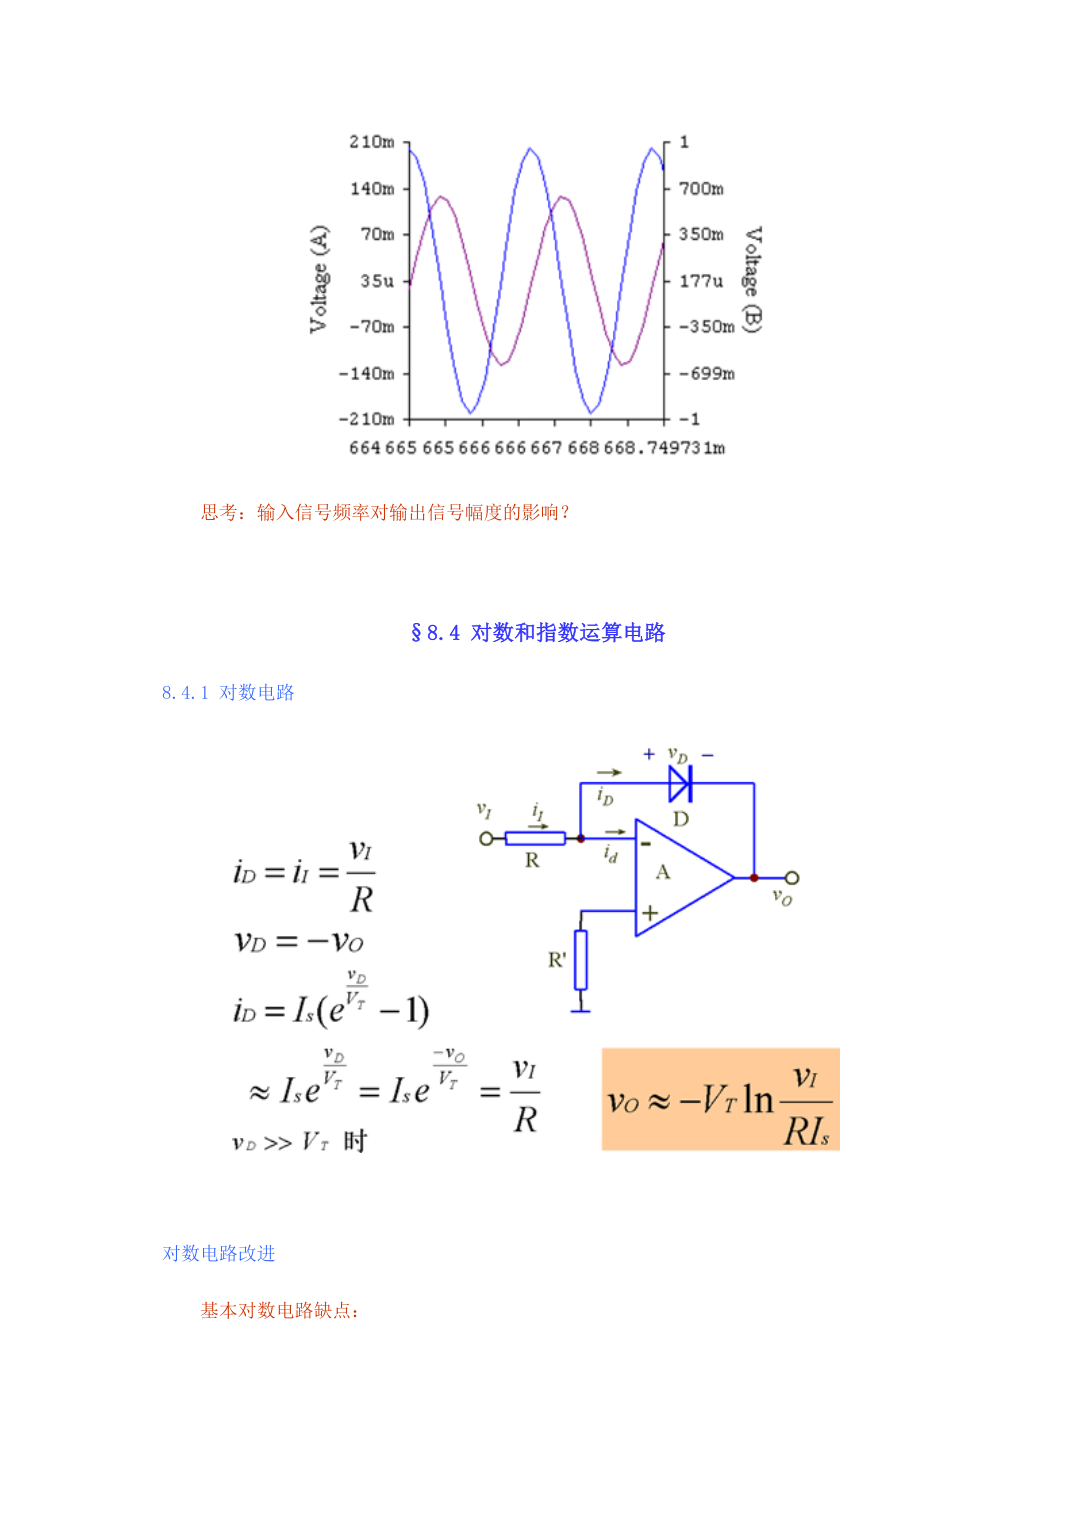 210m 1
140m 700m
70m 350m
35u 177u
-70m -350m
-140m -699m
-210m -1
Voltage (A)
Voltage (B)
664 665 665 666 666 667 668 668.749731m
思考：输入信号频率对输出信号幅度的影响？
§8.4 对数和指数运算电路
8.4.1 对数电路
+ v_D −
i_D
D
v_I
i_I
R
i_d
-
A
+
v_O
R'
i_D = i_I = v_I / R
v_D = −v_O
i_D = I_s(e^{v_D/V_T} − 1)
≈ I_s e^{v_D/V_T} = I_s e^{−v_O/V_T} = v_I / R
v_D >> V_T 时
v_O ≈ −V_T ln v_I / RI_s
对数电路改进
基本对数电路缺点：